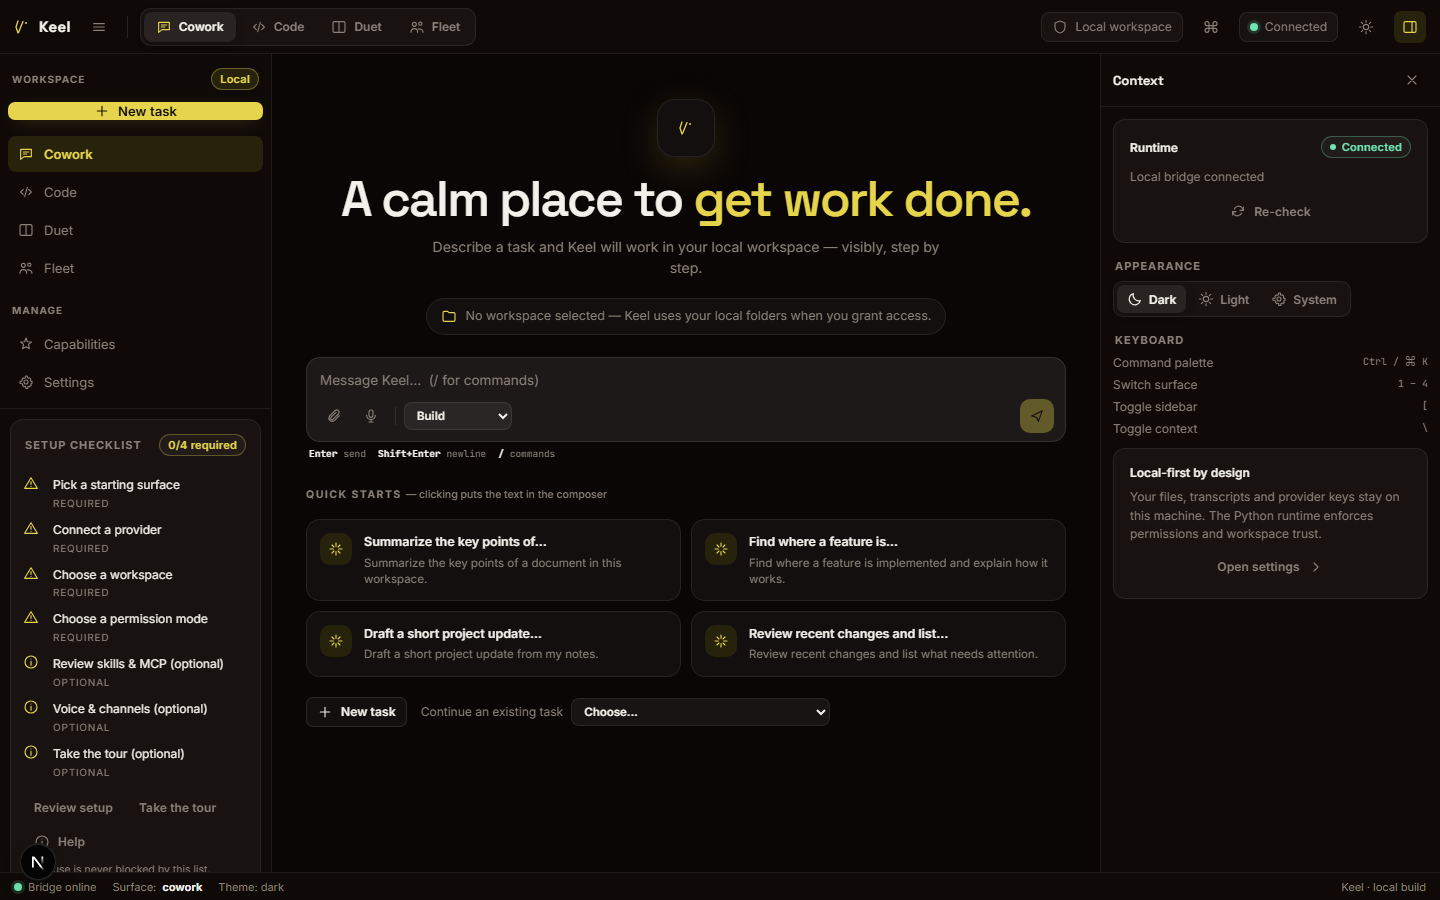 Keel
Cowork
Code
Duet
Fleet
Local workspace
⌘
Connected
WORKSPACE
Local
+ New task
Cowork
Code
Duet
Fleet
MANAGE
Capabilities
Settings
SETUP CHECKLIST
0/4 required
Pick a starting surface
REQUIRED
Connect a provider
REQUIRED
Choose a workspace
REQUIRED
Choose a permission mode
REQUIRED
Review skills & MCP (optional)
OPTIONAL
Voice & channels (optional)
OPTIONAL
Take the tour (optional)
OPTIONAL
Review setup
Take the tour
Help
use is never blocked by this list.
N
A calm place to get work done.
Describe a task and Keel will work in your local workspace — visibly, step by
step.
No workspace selected — Keel uses your local folders when you grant access.
Message Keel... (/ for commands)
Build
Enter send Shift+Enter newline / commands
QUICK STARTS — clicking puts the text in the composer
Summarize the key points of...
Summarize the key points of a document in this
workspace.
Find where a feature is...
Find where a feature is implemented and explain how it
works.
Draft a short project update...
Draft a short project update from my notes.
Review recent changes and list...
Review recent changes and list what needs attention.
+ New task
Continue an existing task
Choose...
Context
Runtime
Connected
Local bridge connected
Re-check
APPEARANCE
Dark
Light
System
KEYBOARD
Command palette Ctrl / ⌘ K
Switch surface 1 – 4
Toggle sidebar [
Toggle context \
Local-first by design
Your files, transcripts and provider keys stay on
this machine. The Python runtime enforces
permissions and workspace trust.
Open settings
Bridge online
Surface: cowork
Theme: dark
Keel · local build